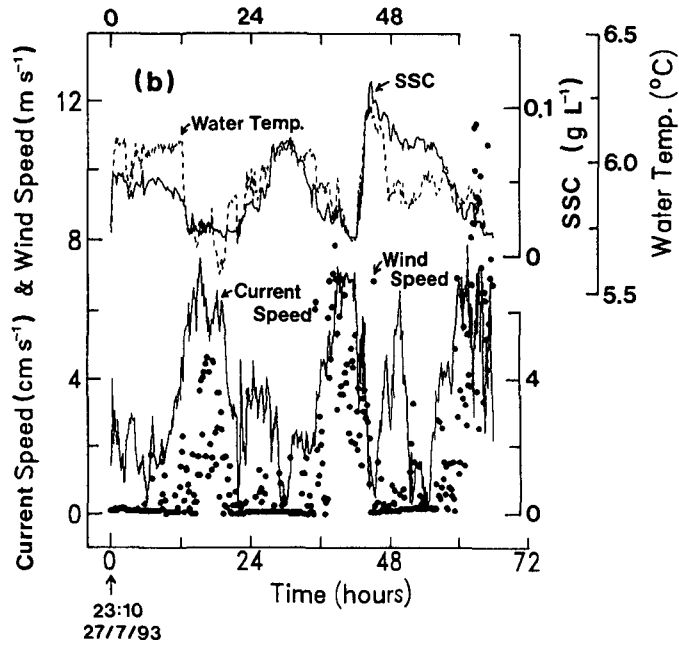 0 24 48
(b)
SSC
Water Temp.
Wind
Speed
Current
Speed
Current Speed (cm s⁻¹) & Wind Speed (m s⁻¹)
12
8
4
0
0.1
0
4
0
SSC (g L⁻¹)
6.5
6.0
5.5
Water Temp. (°C)
0 24 48 72
Time (hours)
↑
23:10
27/7/93